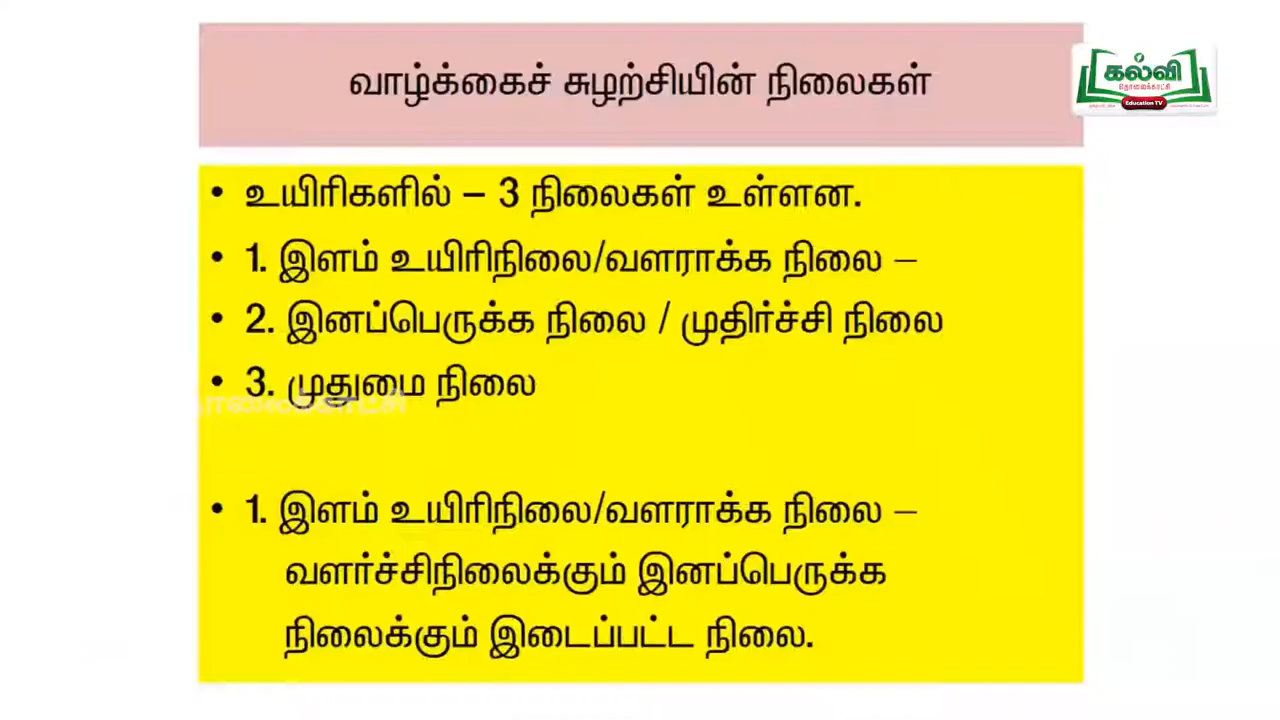 வாழ்க்கைச் சுழற்சியின் நிலைகள்
கல்வி
தொலைக்காட்சி
Education TV
• உயிரிகளில் – 3 நிலைகள் உள்ளன.
• 1. இளம் உயிரிநிலை/வளராக்க நிலை –
• 2. இனப்பெருக்க நிலை / முதிர்ச்சி நிலை
• 3. முதுமை நிலை
• 1. இளம் உயிரிநிலை/வளராக்க நிலை –
வளர்ச்சிநிலைக்கும் இனப்பெருக்க
நிலைக்கும் இடைப்பட்ட நிலை.